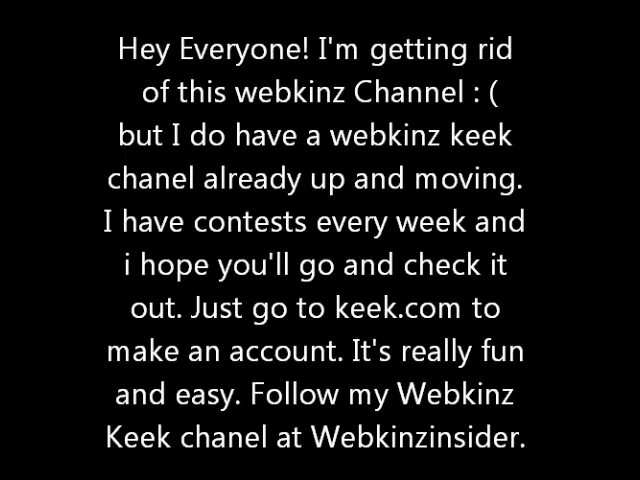 Hey Everyone! I'm getting rid
of this webkinz Channel : (
but I do have a webkinz keek
chanel already up and moving.
I have contests every week and
i hope you'll go and check it
out. Just go to keek.com to
make an account. It's really fun
and easy. Follow my Webkinz
Keek chanel at Webkinzinsider.